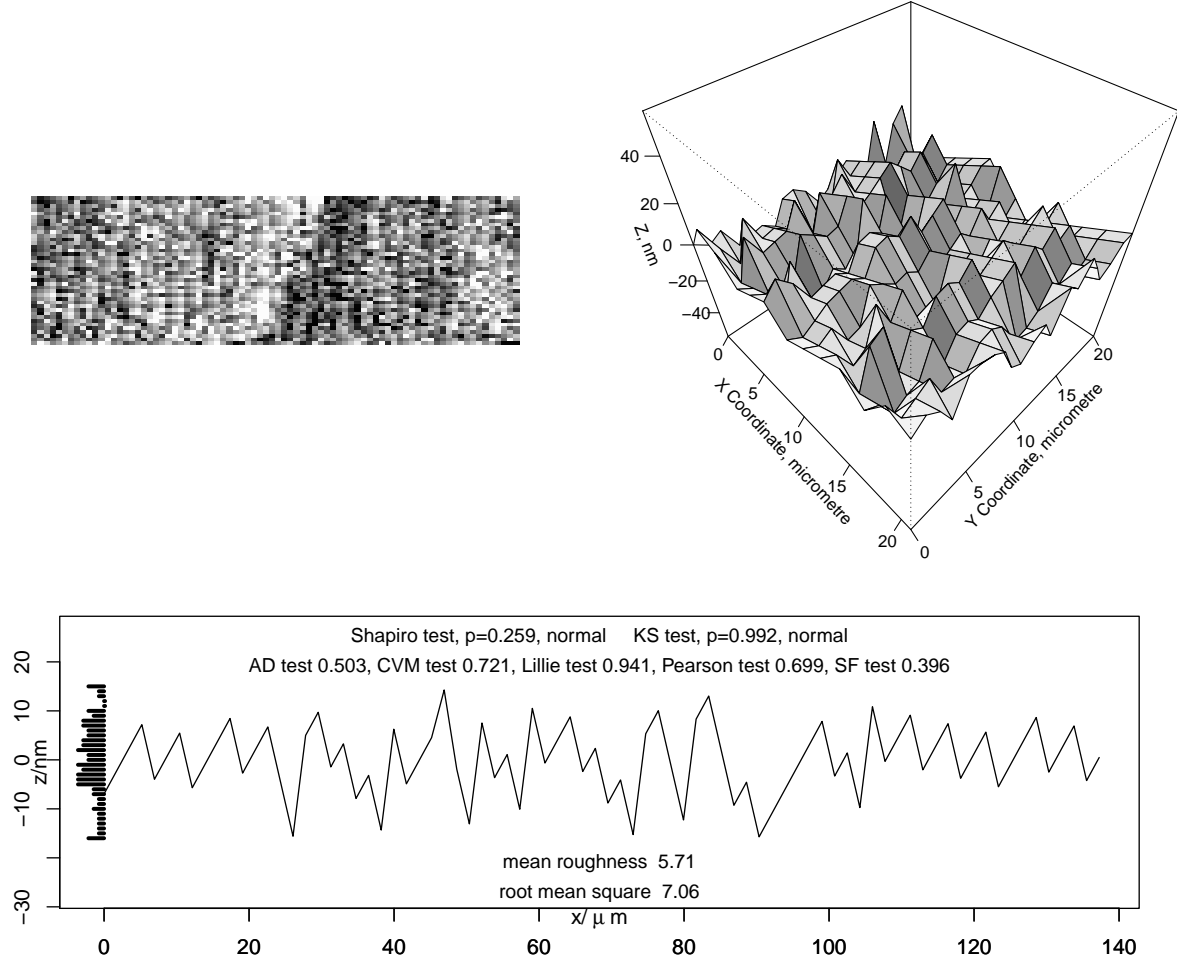 40
20
0
−20
−40
Z, nm
0
5
10
15
20
X Coordinate, micrometre
0
5
10
15
20
Y Coordinate, micrometre
Shapiro test, p=0.259, normal KS test, p=0.992, normal
AD test 0.503, CVM test 0.721, Lillie test 0.941, Pearson test 0.699, SF test 0.396
20
10
0
−10
−30
z/nm
mean roughness 5.71
root mean square 7.06
x/ μ m
0 20 40 60 80 100 120 140